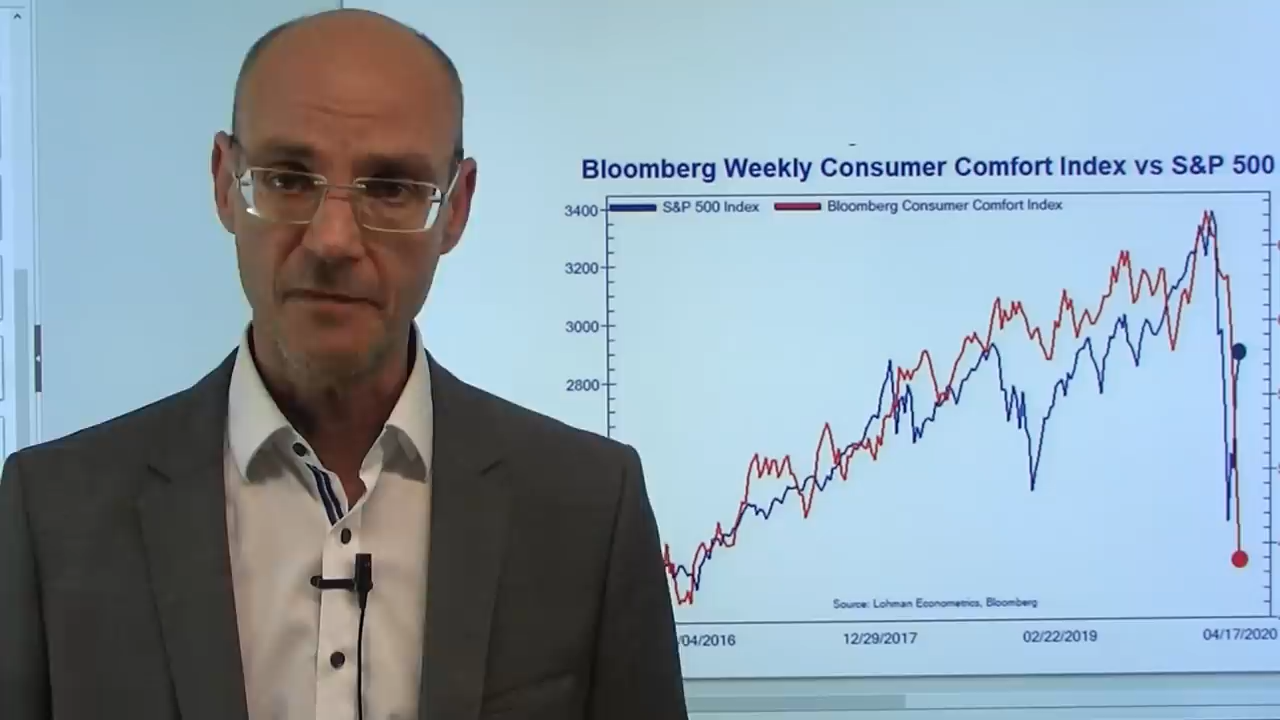 Bloomberg Weekly Consumer Comfort Index vs S&P 500
S&P 500 Index
Bloomberg Consumer Comfort Index
3400
3200
3000
2800
Source: Lohman Econometrics, Bloomberg
/04/2016
12/29/2017
02/22/2019
04/17/2020